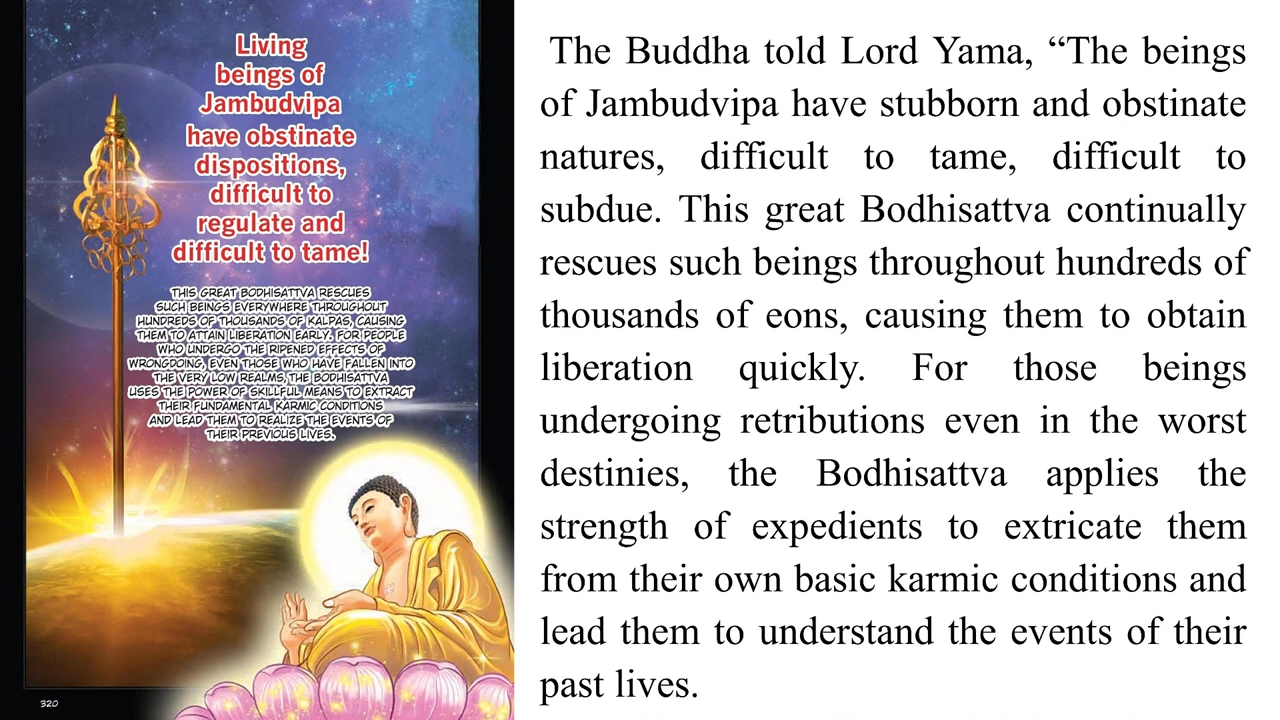 Living
beings of
Jambudvipa
have obstinate
dispositions,
difficult to
regulate and
difficult to tame!
THIS GREAT BODHISATTVA RESCUES
SUCH BEINGS EVERYWHERE THROUGHOUT
HUNDREDS OF THOUSANDS OF KALPAS, CAUSING
THEM TO ATTAIN LIBERATION EARLY. FOR PEOPLE
WHO UNDERGO THE RIPENED EFFECTS OF
WRONGDOING, EVEN THOSE WHO HAVE FALLEN INTO
THE VERY LOW REALMS, THE BODHISATTVA
USES THE POWER OF SKILLFUL MEANS TO EXTRACT
THEIR FUNDAMENTAL KARMIC CONDITIONS
AND LEAD THEM TO REALIZE THE EVENTS OF
THEIR PREVIOUS LIVES.
320
The Buddha told Lord Yama, “The beings
of Jambudvipa have stubborn and obstinate
natures, difficult to tame, difficult to
subdue. This great Bodhisattva continually
rescues such beings throughout hundreds of
thousands of eons, causing them to obtain
liberation quickly. For those beings
undergoing retributions even in the worst
destinies, the Bodhisattva applies the
strength of expedients to extricate them
from their own basic karmic conditions and
lead them to understand the events of their
past lives.